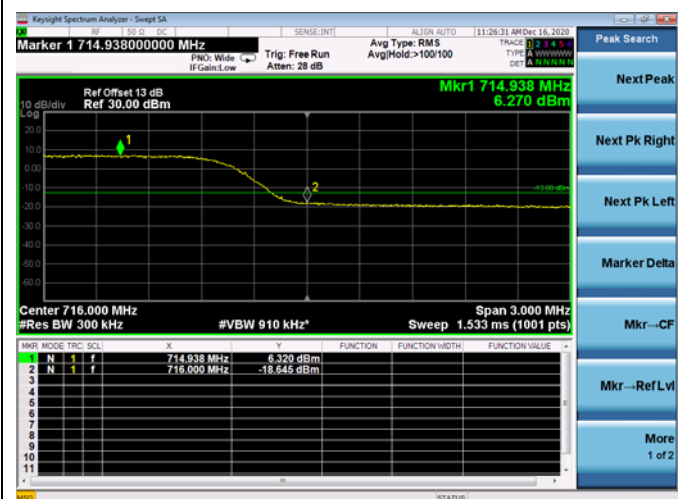 Keysight Spectrum Analyzer - Swept SA
RF 50 Ω DC SENSE:INT ALIGN AUTO 11:26:31 AM Dec 16, 2020
Marker 1 714.938000000 MHz
PNO: Wide
IFGain:Low
Trig: Free Run
Atten: 28 dB
Avg Type: RMS
Avg|Hold:>100/100
TRACE 1 2 3 4 5 6
TYPE A WWWWW
DET A N N N N N
Peak Search
Next Peak
Next Pk Right
Next Pk Left
Marker Delta
Mkr→CF
Mkr→Ref Lvl
More
1 of 2
Mkr1 714.938 MHz
6.270 dBm
Ref Offset 13 dB
10 dB/div Ref 30.00 dBm
Log
20.0
10.0
0.00
-10.0
-20.0
-30.0
-40.0
-50.0
-60.0
1
2
-13.00 dBm
Center 716.000 MHz Span 3.000 MHz
#Res BW 300 kHz #VBW 910 kHz* Sweep 1.533 ms (1001 pts)
MKR MODE TRC SCL X Y FUNCTION FUNCTION WIDTH FUNCTION VALUE
1 N 1 f 714.938 MHz 6.320 dBm
2 N 1 f 716.000 MHz -18.645 dBm
3
4
5
6
7
8
9
10
11
MSG STATUS